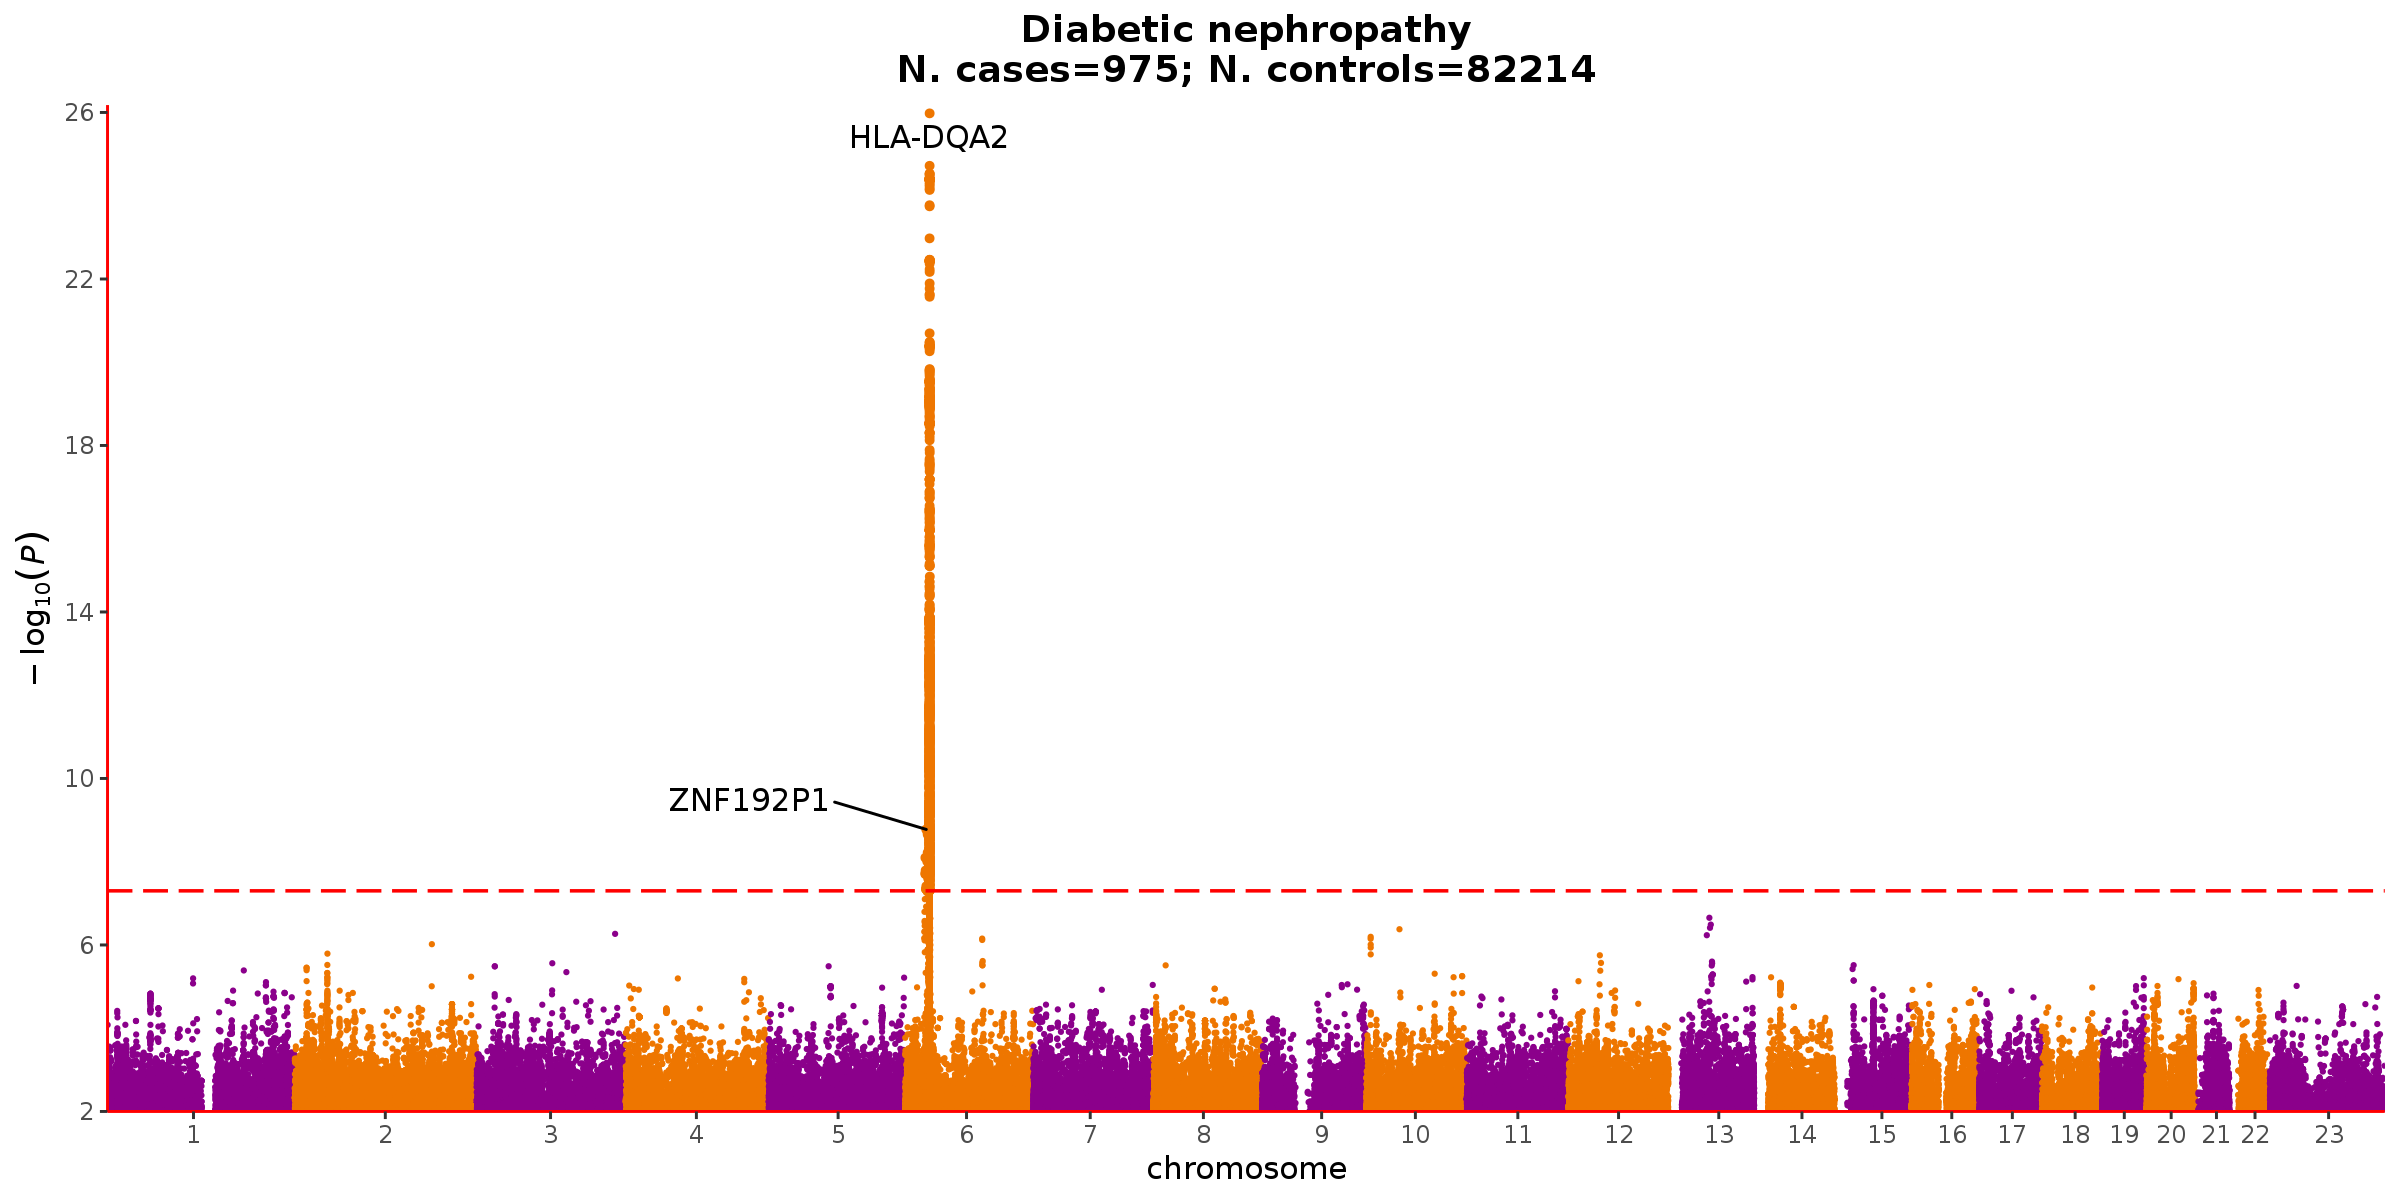 Diabetic nephropathy
N. cases=975; N. controls=82214
26
22
18
14
10
6
2
−log10(P)
HLA-DQA2
ZNF192P1
1 2 3 4 5 6 7 8 9 10 11 12 13 14 15 16 17 18 19 20 21 22 23
chromosome